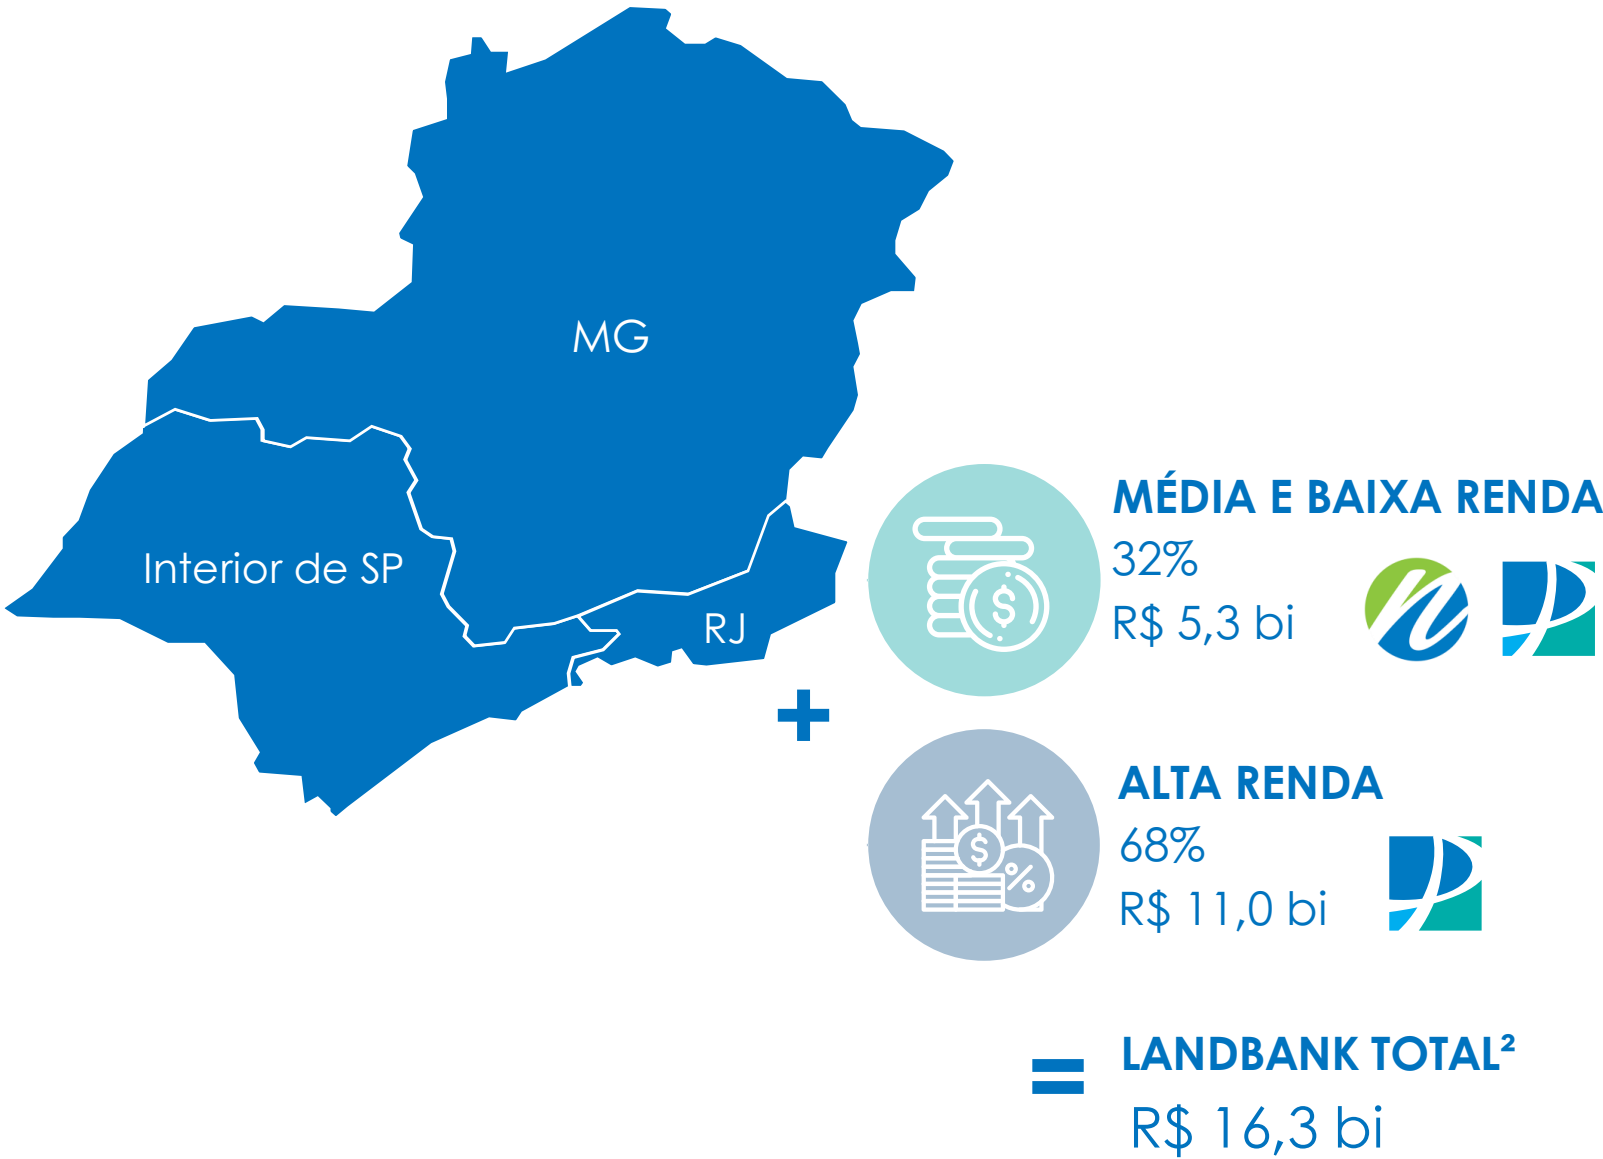 MG
Interior de SP
RJ
MÉDIA E BAIXA RENDA
32%
R$ 5,3 bi
+
ALTA RENDA
68%
R$ 11,0 bi
=
LANDBANK TOTAL²
R$ 16,3 bi